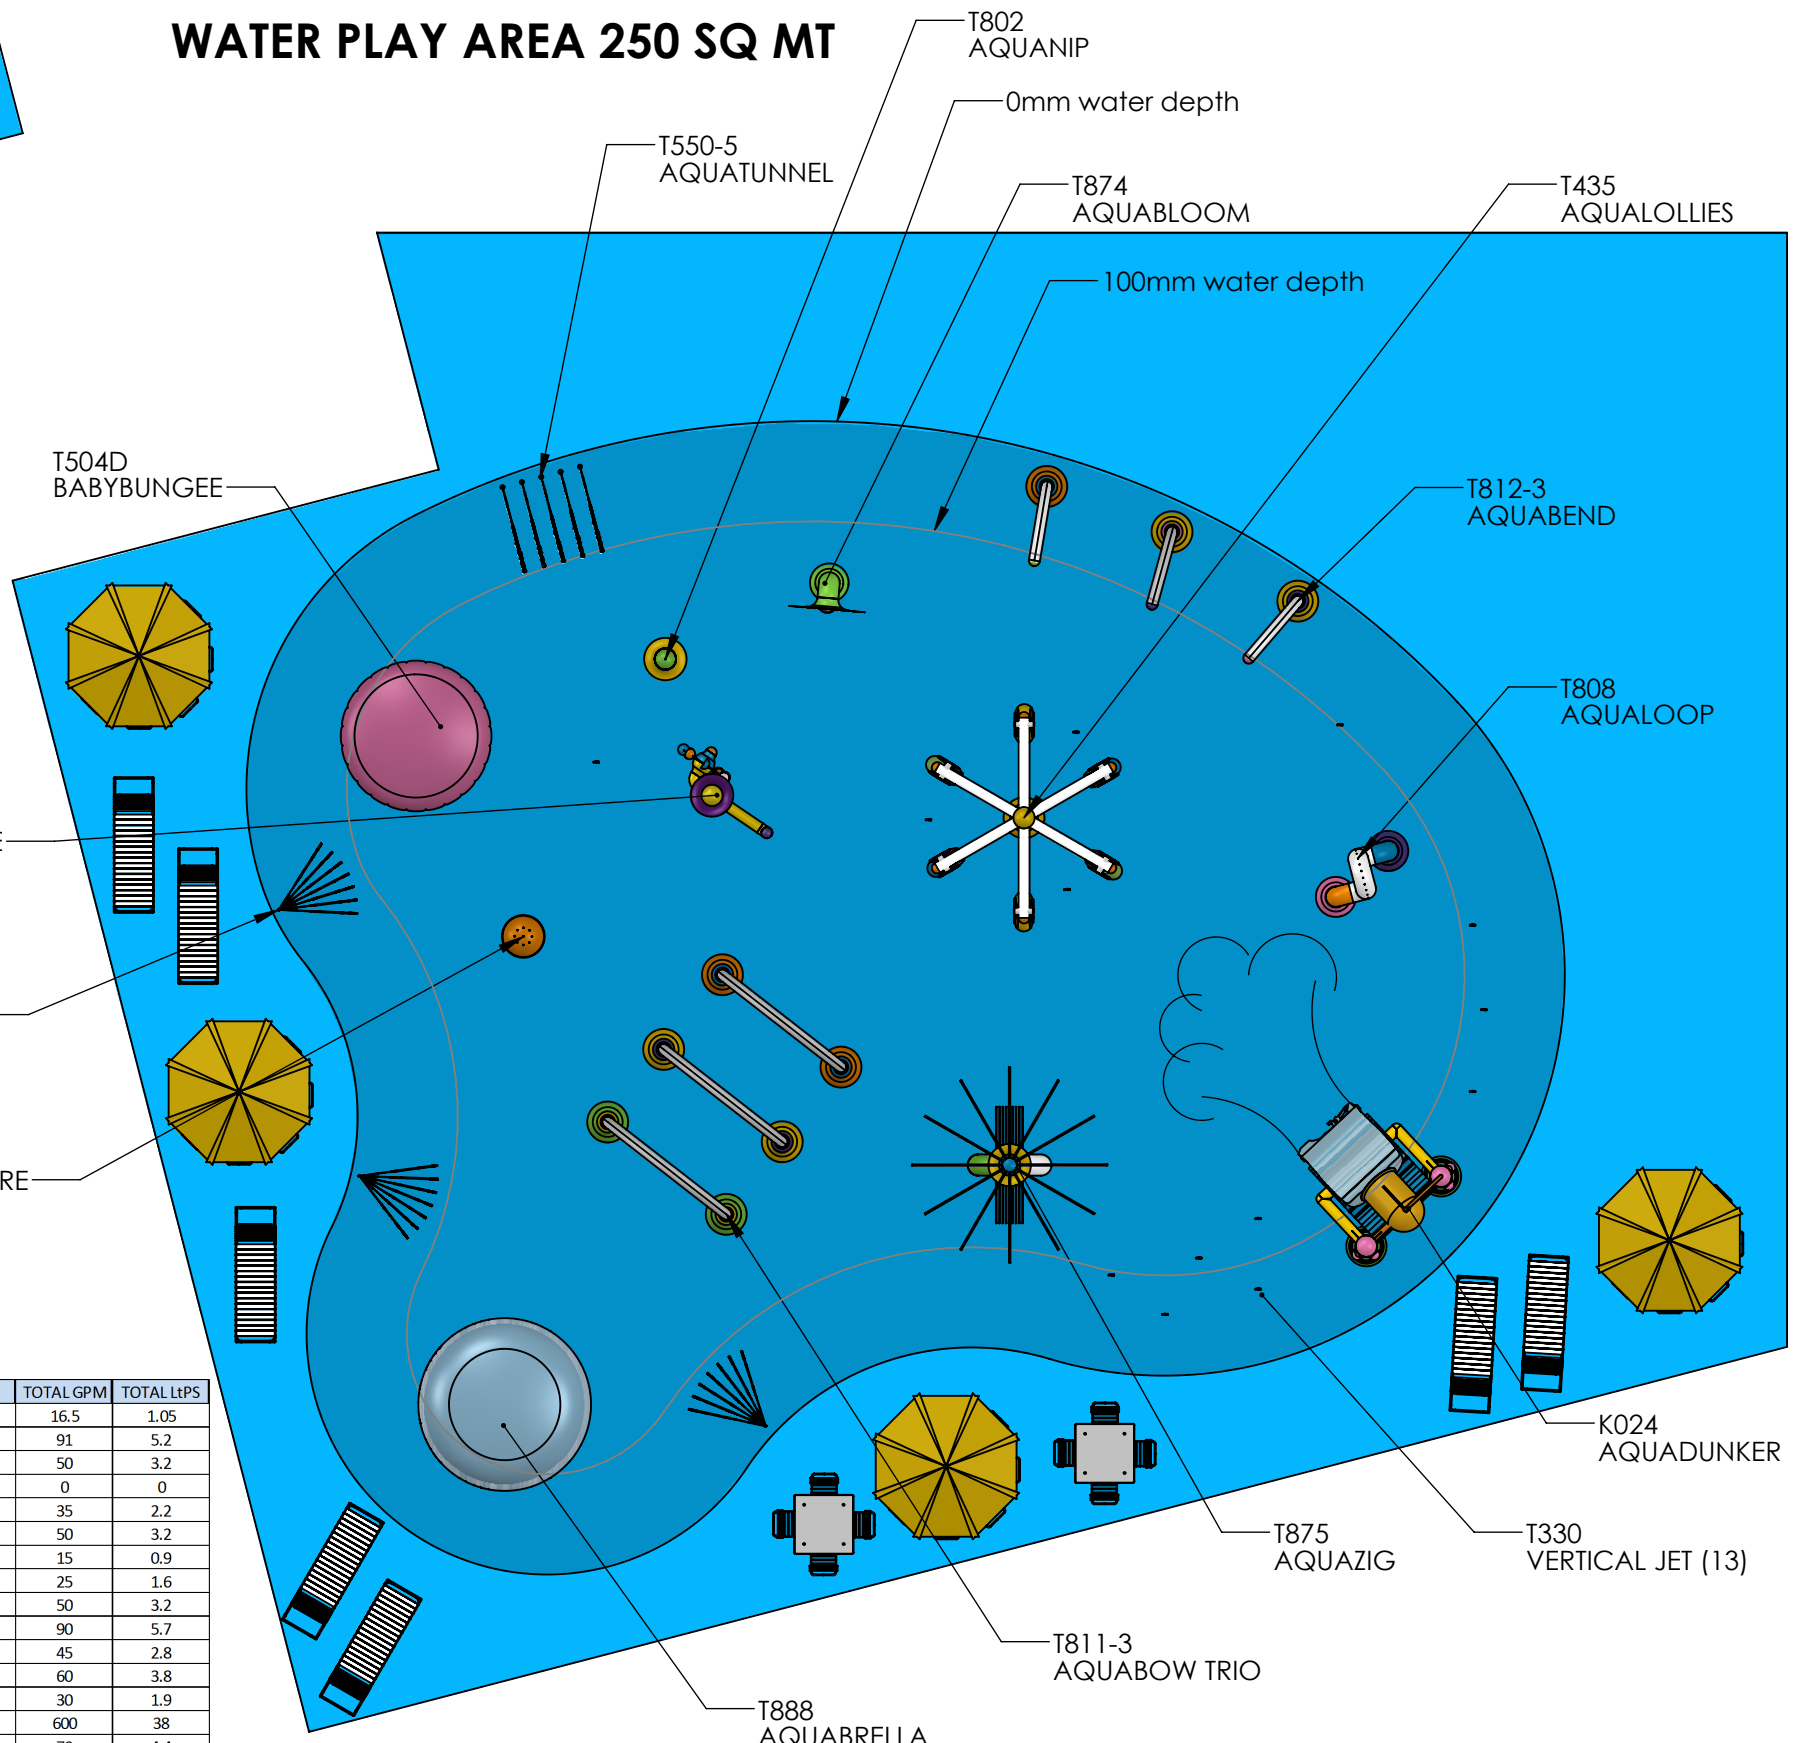 WATER PLAY AREA 250 SQ MT
T802
AQUANIP
0mm water depth
T550-5
AQUATUNNEL
T874
AQUABLOOM
T435
AQUALOLLIES
100mm water depth
T504D
BABYBUNGEE
T812-3
AQUABEND
T808
AQUALOOP
E
RE
K024
AQUADUNKER
T875
AQUAZIG
T330
VERTICAL JET (13)
T811-3
AQUABOW TRIO
T888
AQUABRELLA
TOTAL GPM TOTAL LtPS
16.5 1.05
91 5.2
50 3.2
0 0
35 2.2
50 3.2
15 0.9
25 1.6
50 3.2
90 5.7
45 2.8
60 3.8
30 1.9
600 38